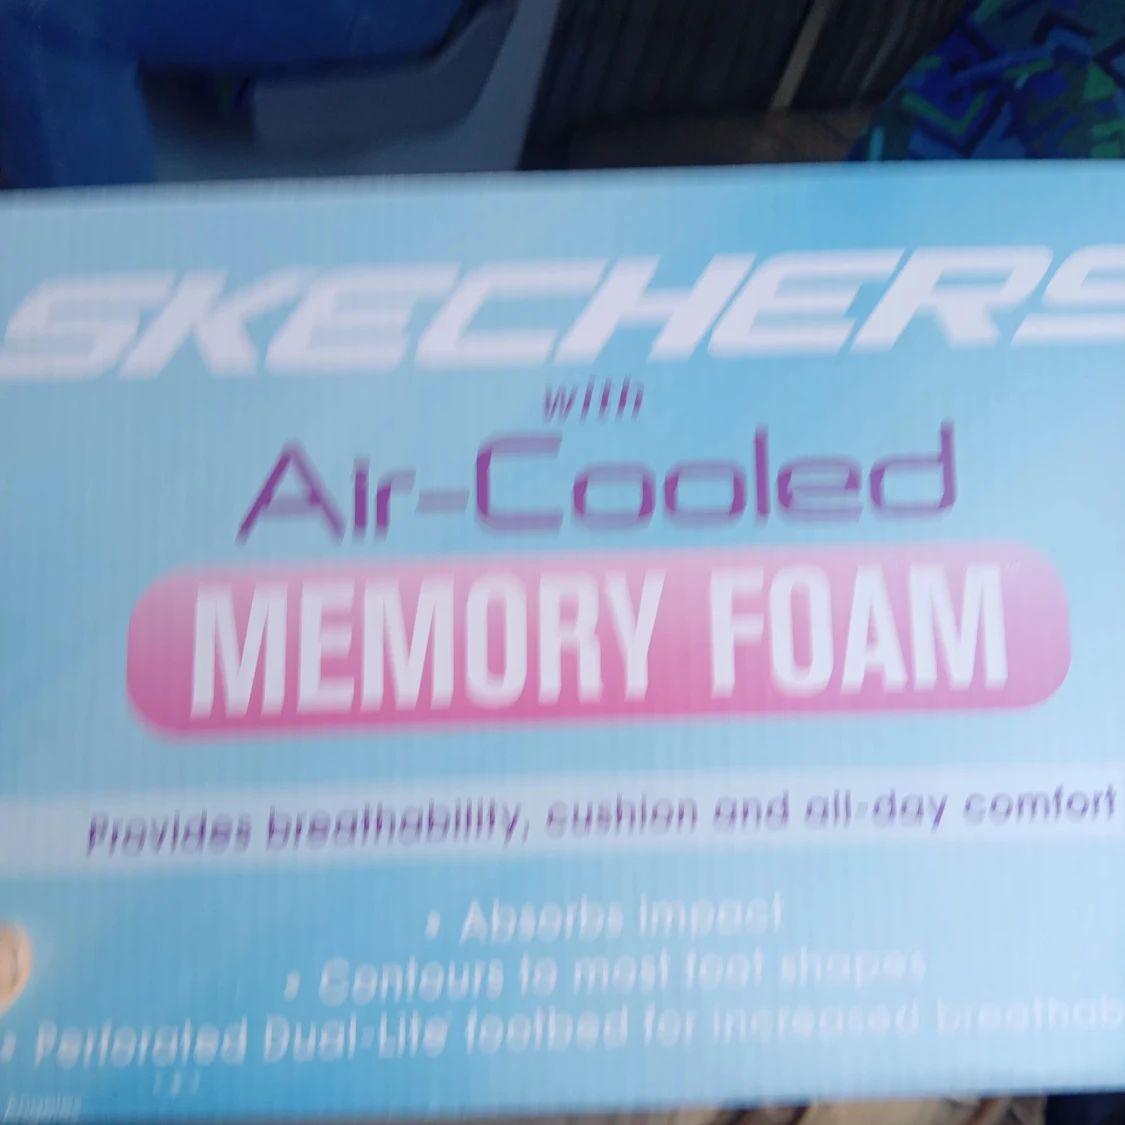 SKECHERS
with
Air-Cooled
MEMORY FOAM
Provides breathability, cushion and all-day comfort
• Absorbs impact
• Contours to most foot shapes
• Perforated Dual-Lite footbed for increased breathab